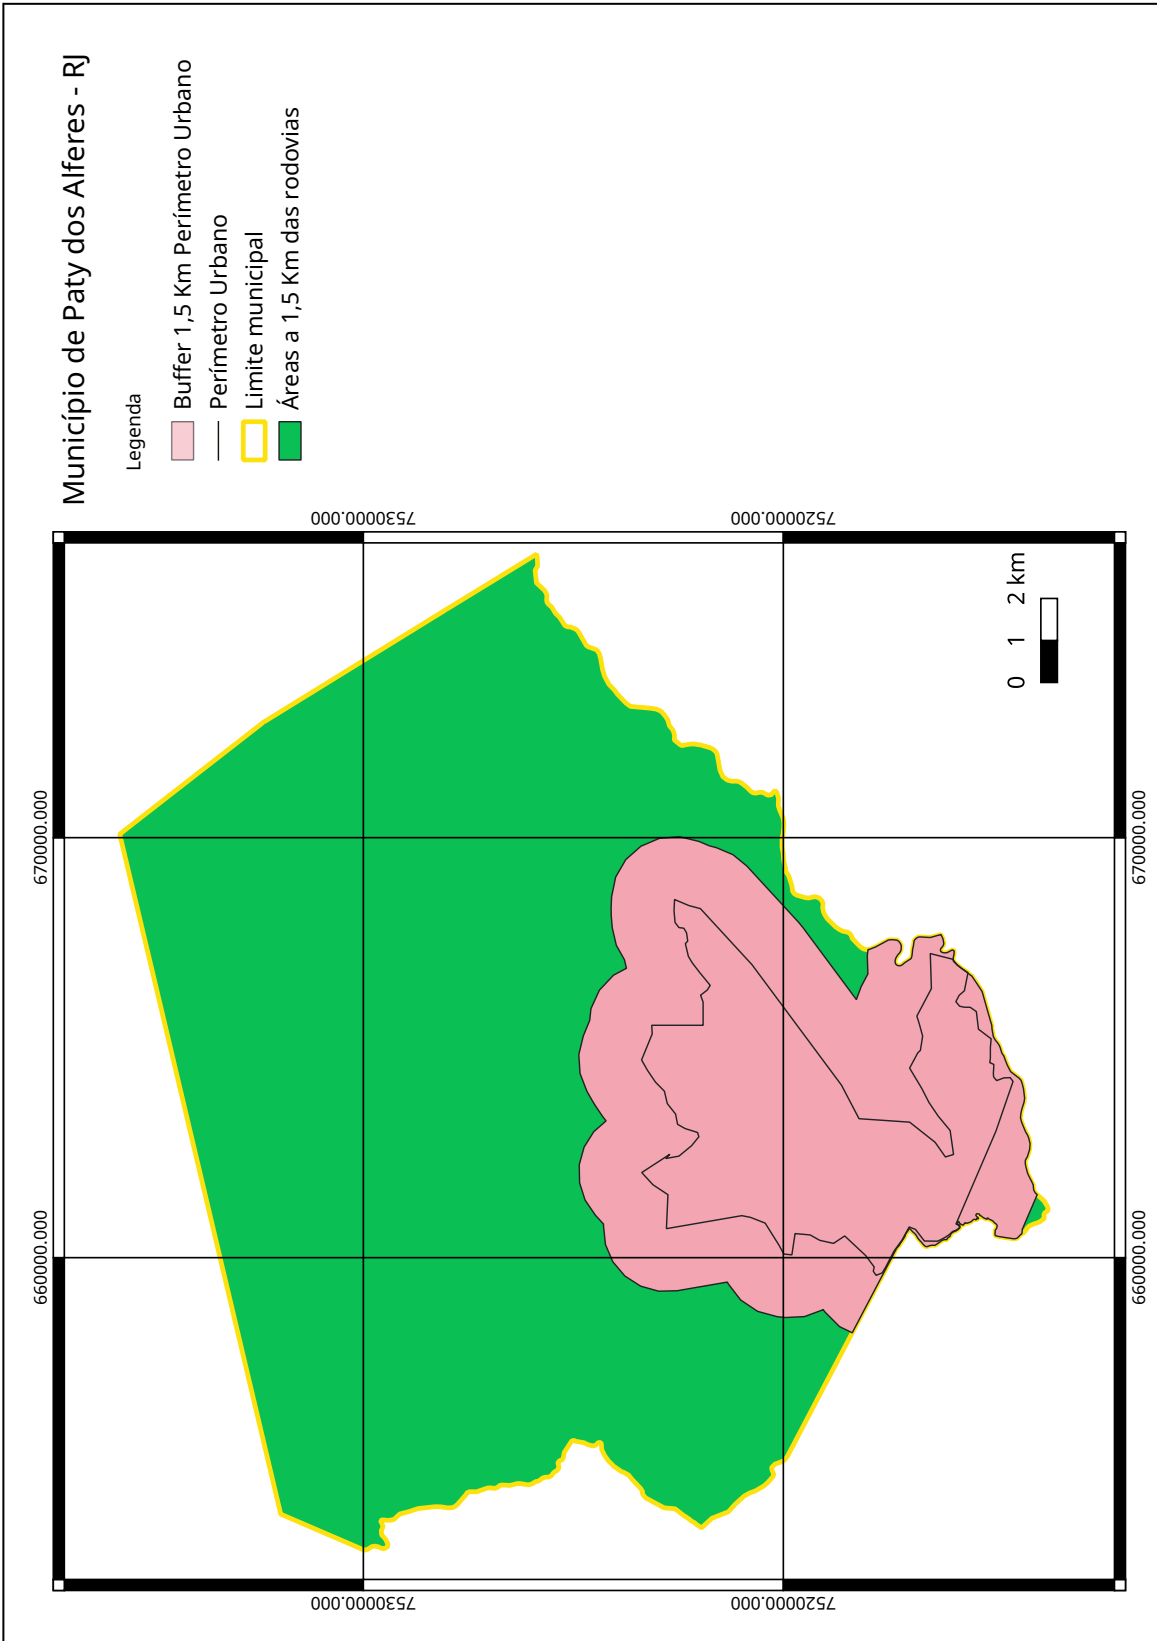 Município de Paty dos Alferes - RJ
Legenda
Buffer 1,5 Km Perímetro Urbano
Perímetro Urbano
Limite municipal
Áreas a 1,5 Km das rodovias
660000.000
670000.000
7530000.000
7530000.000
7520000.000
7520000.000
0 1 2 km
660000.000
670000.000